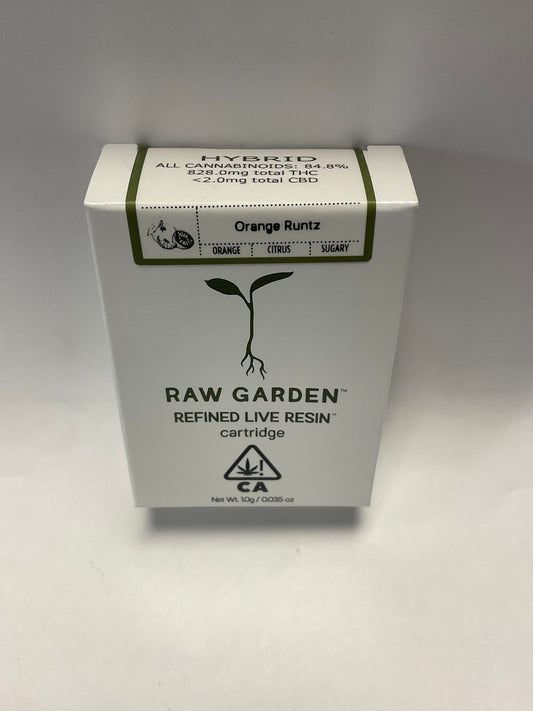 HYBRID
ALL CANNABINOIDS: 84.8%
828.0mg total THC
<2.0mg total CBD
Orange Runtz
ORANGE CITRUS SUGARY
RAW GARDEN™
REFINED LIVE RESIN™
cartridge
CA
Net Wt. 1.0g / 0.035 oz